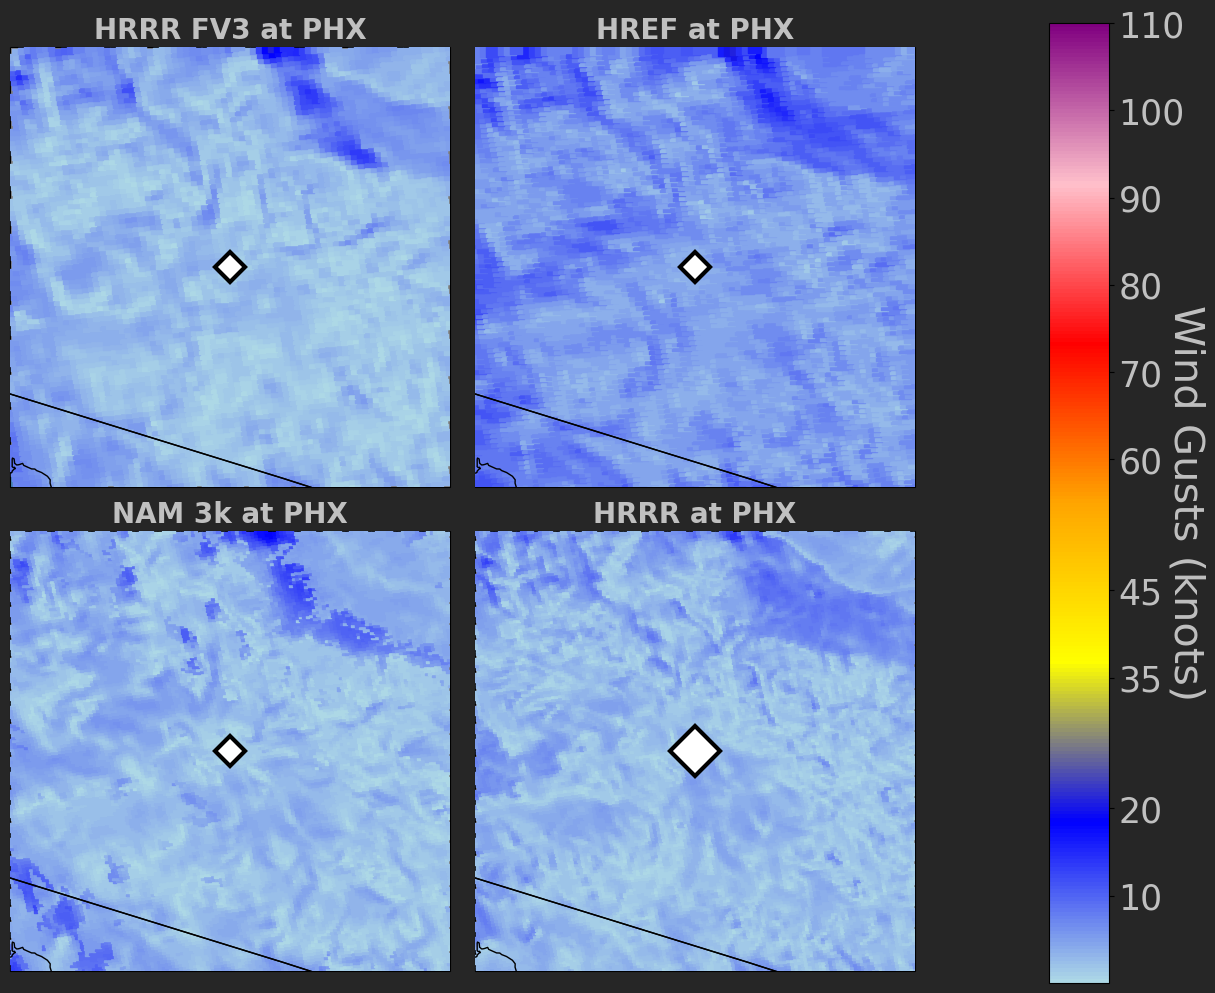 HRRR FV3 at PHX
HREF at PHX
NAM 3k at PHX
HRRR at PHX
110
100
90
80
70
60
45
35
20
10
Wind Gusts (knots)